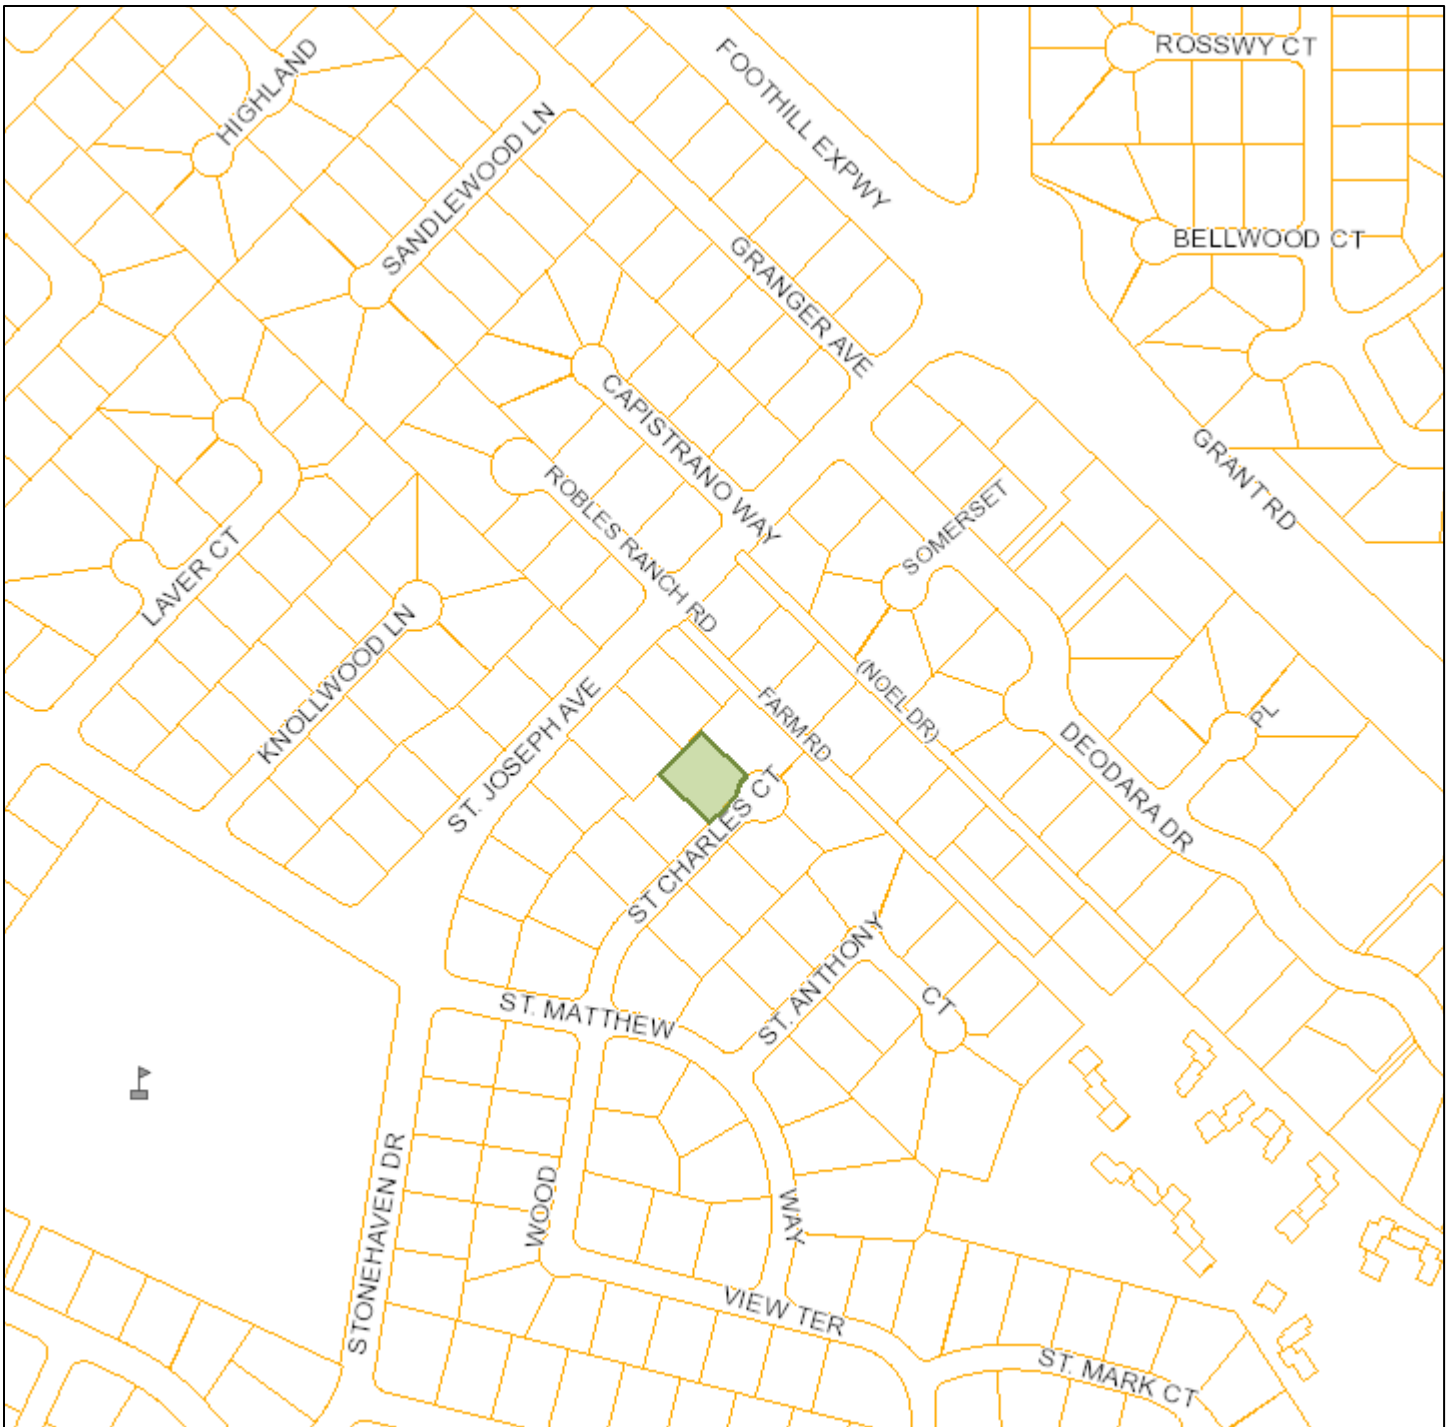 ROSSWY CT
HIGHLAND
FOOTHILL EXPWY
SANDLEWOOD LN
BELLWOOD CT
GRANGER AVE
CAPISTRANO WAY
GRANT RD
ROBLES RANCH RD
SOMERSET
LAVER CT
KNOLLWOOD LN
(NOEL DR)
ST. JOSEPH AVE
FARM RD
PL
DEODARA DR
ST CHARLES CT
ST. ANTHONY
CT
ST. MATTHEW
WAY
STONEHAVEN DR
WOOD
VIEW TER
ST. MARK CT